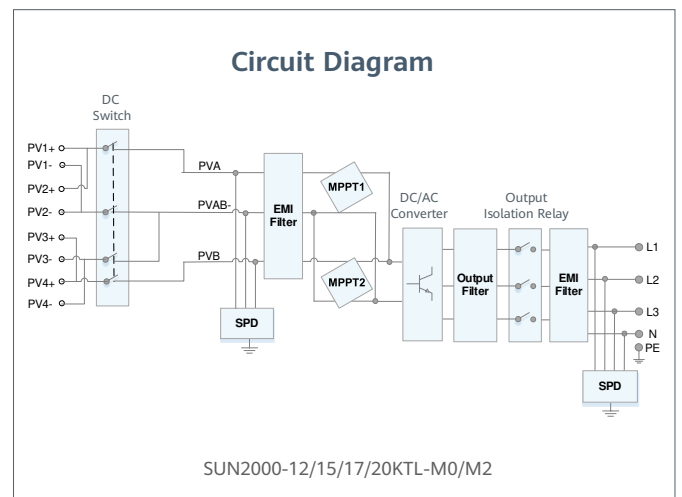 Circuit Diagram
DC
Switch
PV1+
PV1-
PV2+
PV2-
PV3+
PV3-
PV4+
PV4-
PVA
PVAB-
PVB
EMI
Filter
MPPT1
MPPT2
SPD
DC/AC
Converter
Output
Filter
Output
Isolation Relay
EMI
Filter
L1
L2
L3
N
PE
SPD
SUN2000-12/15/17/20KTL-M0/M2